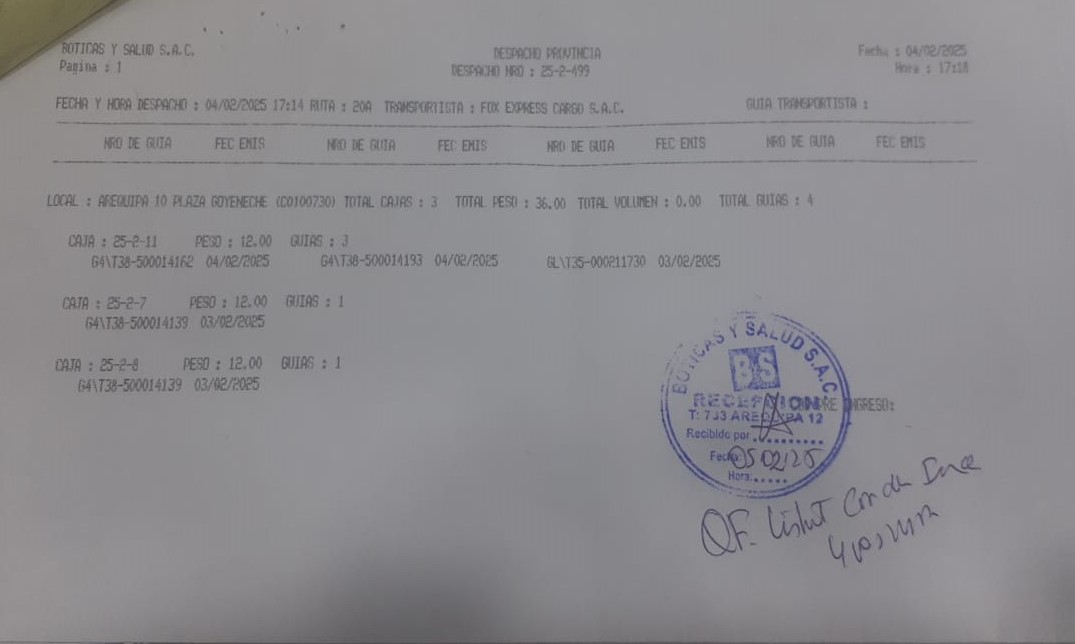 BOTICAS Y SALUD S.A.C.
Pagina : 1
DESPACHO PROVINCIA
DESPACHO NRO : 25-2-499
Fecha : 04/02/2025
Hora : 17:18
FECHA Y HORA DESPACHO : 04/02/2025 17:14 RUTA : 20A TRANSPORTISTA : FOX EXPRESS CARGO S.A.C. GUIA TRANSPORTISTA :
NRO DE GUIA FEC EMIS NRO DE GUIA FEC EMIS NRO DE GUIA FEC EMIS NRO DE GUIA FEC EMIS
LOCAL : AREQUIPA 10 PLAZA GOYENECHE (C0100730) TOTAL CAJAS : 3 TOTAL PESO : 36.00 TOTAL VOLUMEN : 0.00 TOTAL GUIAS : 4
CAJA : 25-2-11 PESO : 12.00 GUIAS : 3
G4\T38-500014162 04/02/2025 G4\T38-500014193 04/02/2025 GL\T35-000211730 03/02/2025
CAJA : 25-2-7 PESO : 12.00 GUIAS : 1
G4\T38-500014139 03/02/2025
CAJA : 25-2-8 PESO : 12.00 GUIAS : 1
G4\T38-500014139 03/02/2025
BOTICAS Y SALUD S.A.C.
BS
RECEPCION
T: 733 AREQUIPA 12
INGRESO:
Recibido por
Fecha: 05/02/25
Hora:.....
QF.